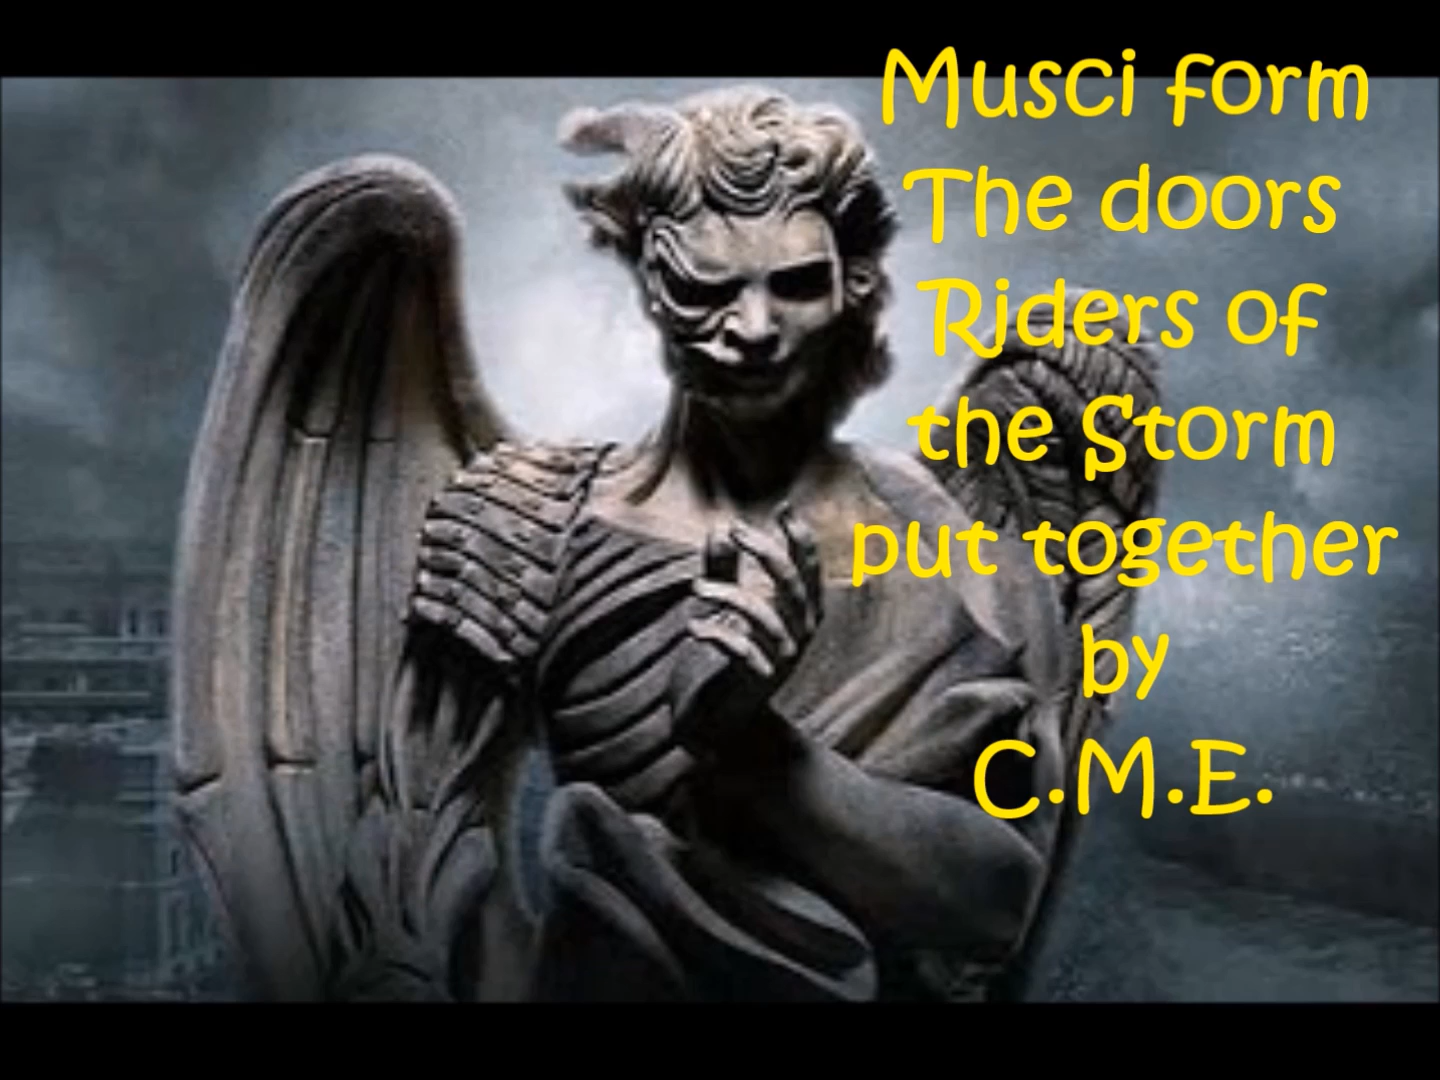 Musci form
The doors
Riders of
the Storm
put together
by
C.M.E.